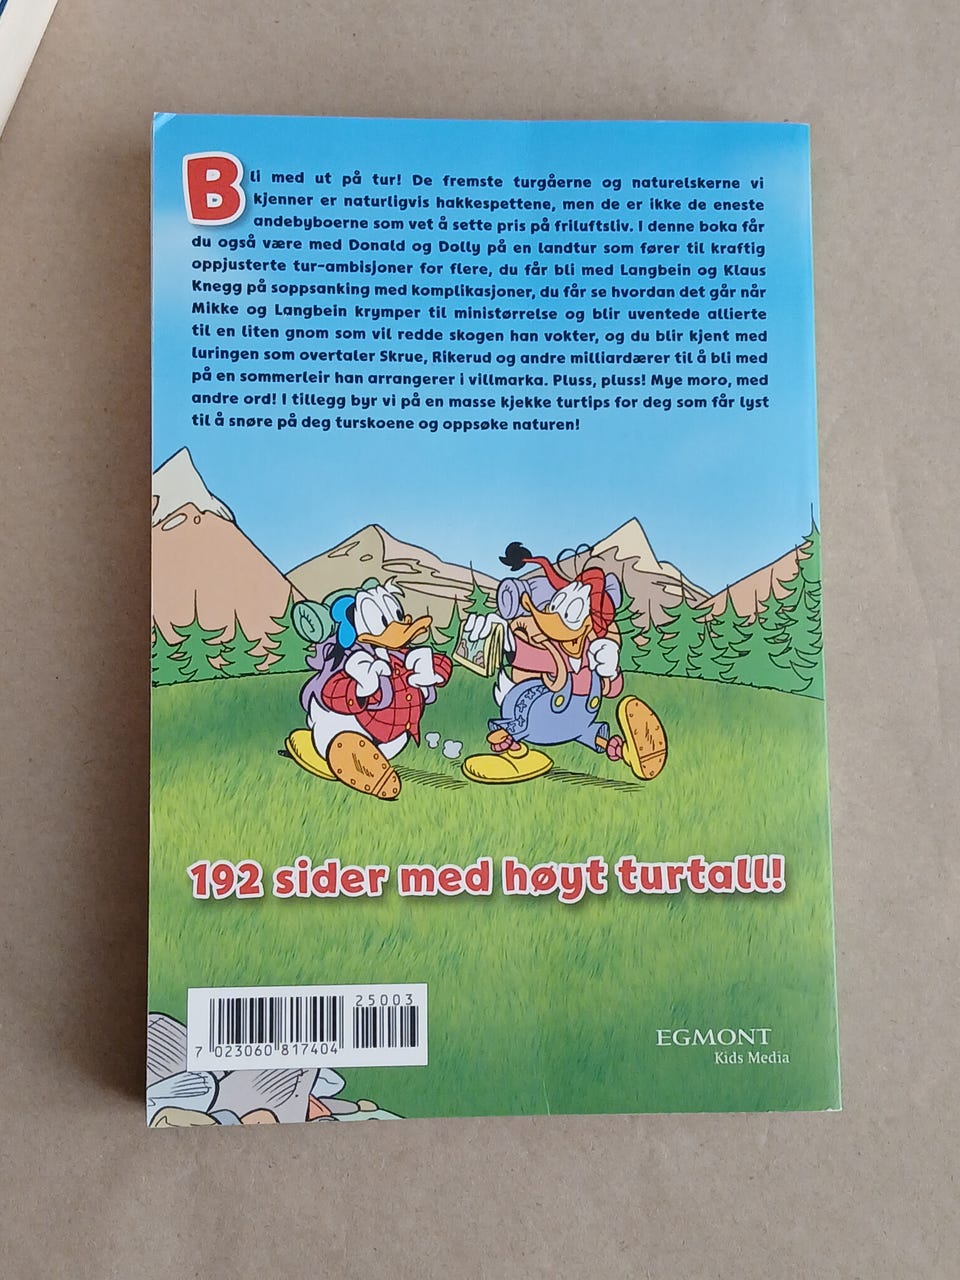 Bli med ut på tur! De fremste turgåerne og naturelskerne vi
kjenner er naturligvis hakkespettene, men de er ikke de eneste
andebyboerne som vet å sette pris på friluftsliv. I denne boka får
du også være med Donald og Dolly på en landtur som fører til kraftig
oppjusterte tur-ambisjoner for flere, du får bli med Langbein og Klaus
Knegg på soppsanking med komplikasjoner, du får se hvordan det går når
Mikke og Langbein krymper til ministørrelse og blir uventede allierte
til en liten gnom som vil redde skogen han vokter, og du blir kjent med
luringen som overtaler Skrue, Rikerud og andre milliardærer til å bli med
på en sommerleir han arrangerer i villmarka. Pluss, pluss! Mye moro, med
andre ord! I tillegg byr vi på en masse kjekke turtips for deg som får lyst
til å snøre på deg turskoene og oppsøke naturen!
192 sider med høyt turtall!
25003
7 023060 817404
EGMONT
Kids Media